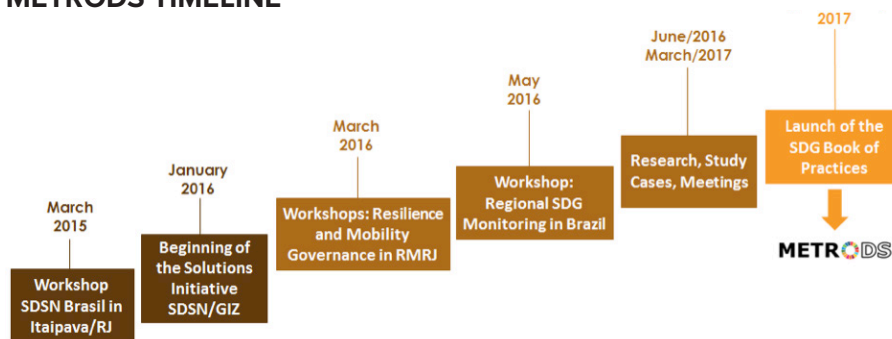 METRODS TIMELINE
March
2015
Workshop
SDSN Brasil in
Itaipava/RJ
January
2016
Beginning of
the Solutions
Initiative
SDSN/GIZ
March
2016
Workshops: Resilience
and Mobility
Governance in RMRJ
May
2016
Workshop:
Regional SDG
Monitoring in Brazil
June/2016
March/2017
Research, Study
Cases, Meetings
2017
Launch of the
SDG Book of
Practices
METRODS